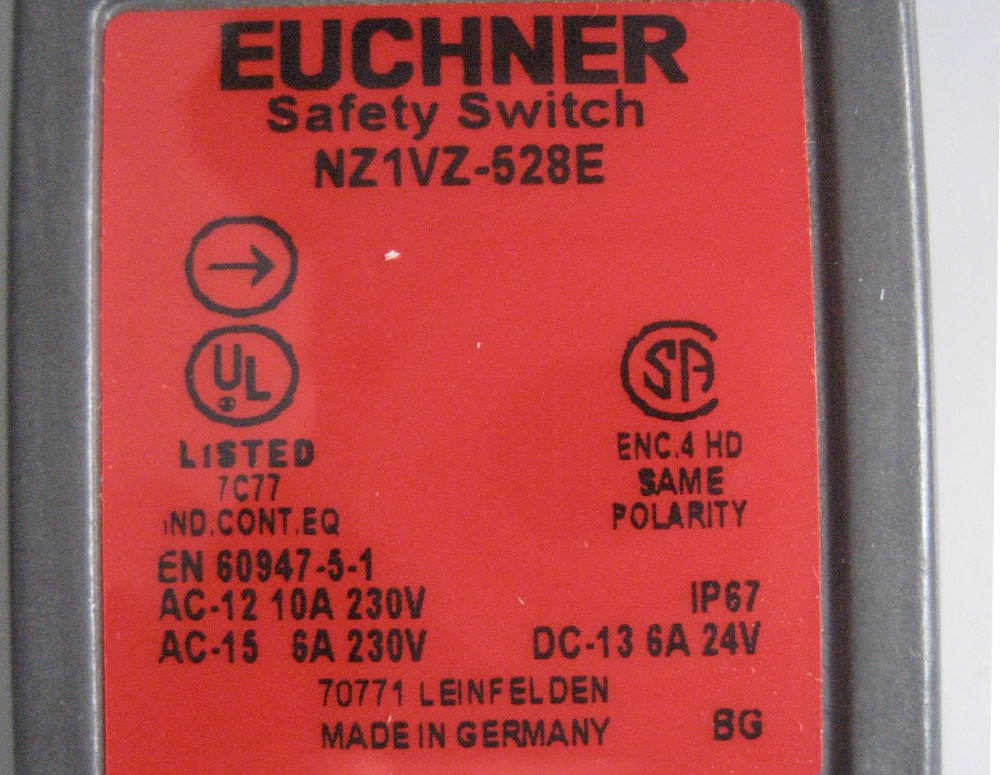 EUCHNER
Safety Switch
NZ1VZ-528E
UL
LISTED
7C77
IND.CONT.EQ
SA
ENC.4 HD
SAME
POLARITY
EN 60947-5-1
AC-12 10A 230V
IP67
AC-15 6A 230V
DC-13 6A 24V
70771 LEINFELDEN
MADE IN GERMANY
BG